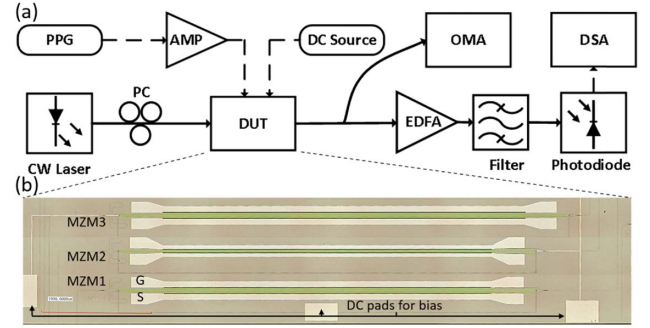 (a)
PPG
AMP
DC Source
OMA
DSA
PC
DUT
EDFA
CW Laser
Filter
Photodiode
(b)
MZM3
MZM2
MZM1
G
S
DC pads for bias